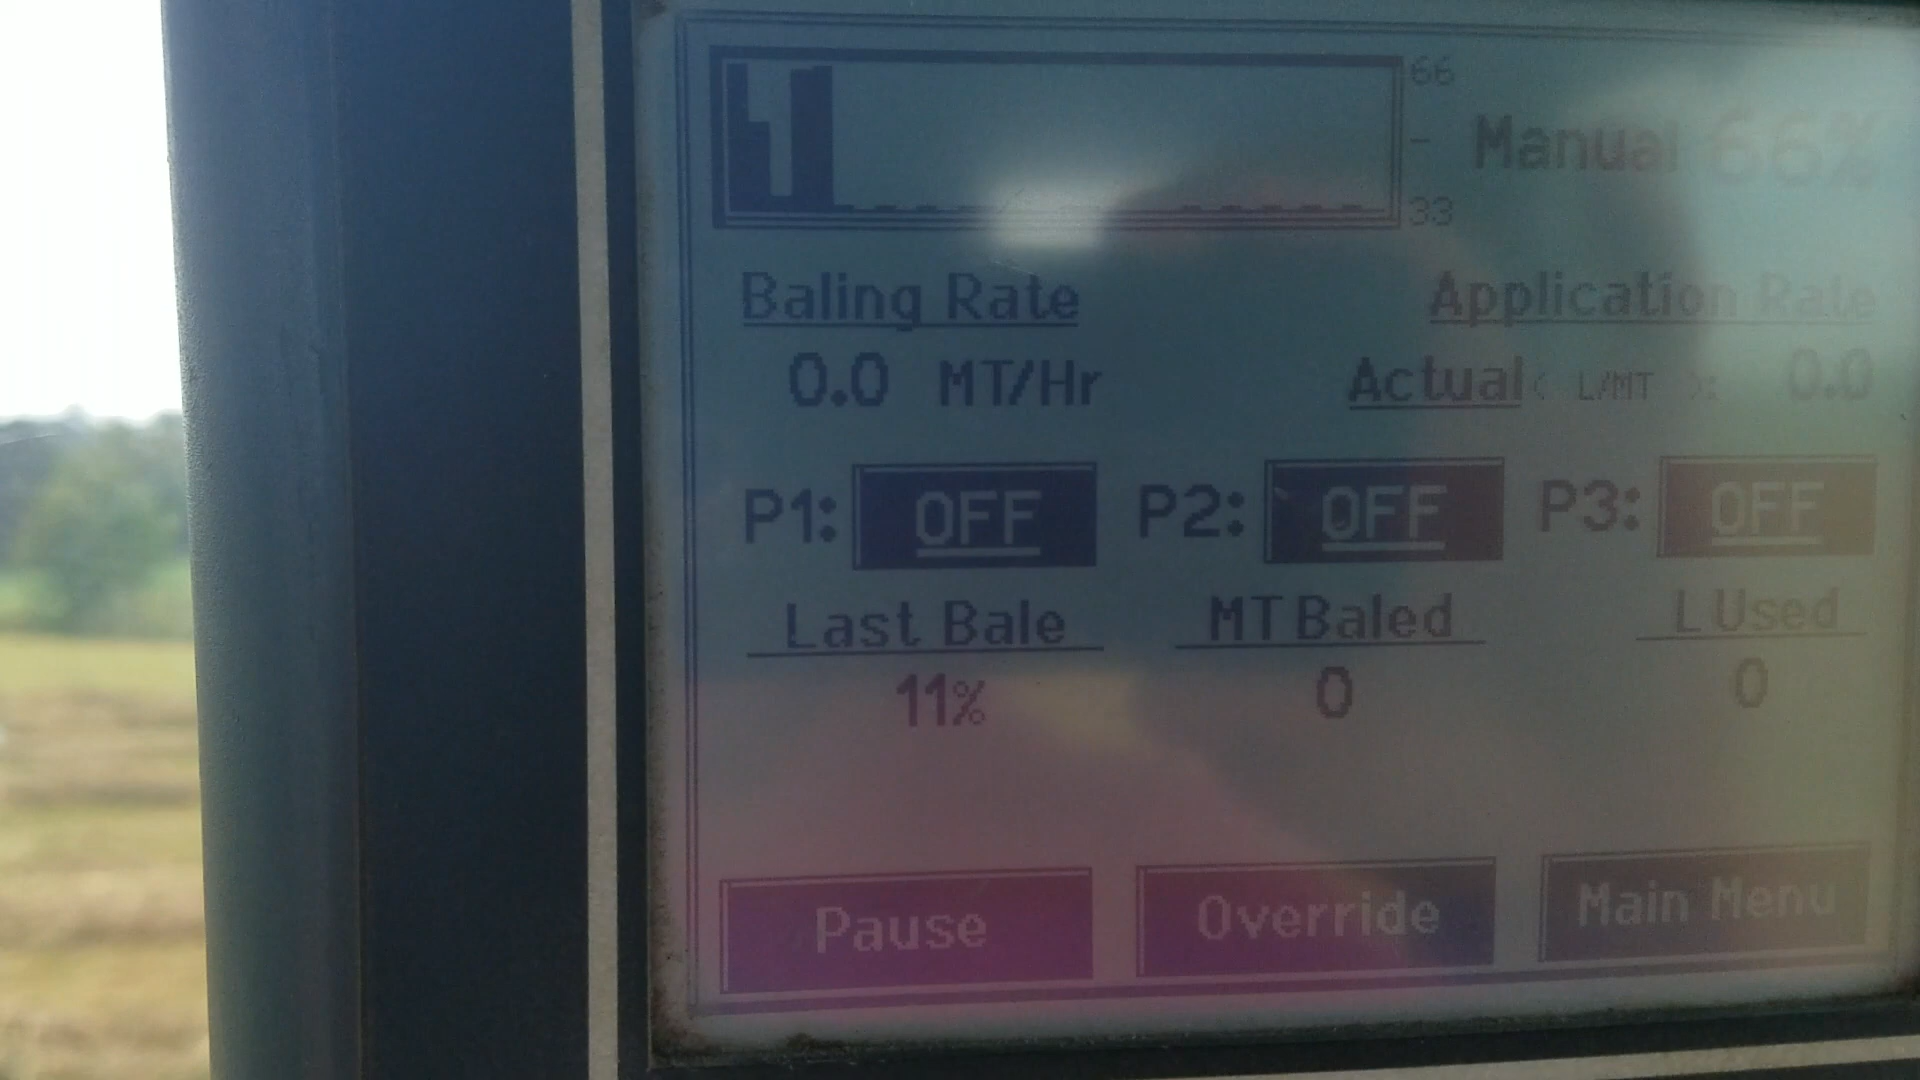 66
-
Manual 66%
33
Baling Rate
Application Rate
0.0 MT/Hr
Actual ( L/MT ): 0.0
P1: OFF P2: OFF P3: OFF
Last Bale MT Baled L Used
11% 0 0
Pause Override Main Menu